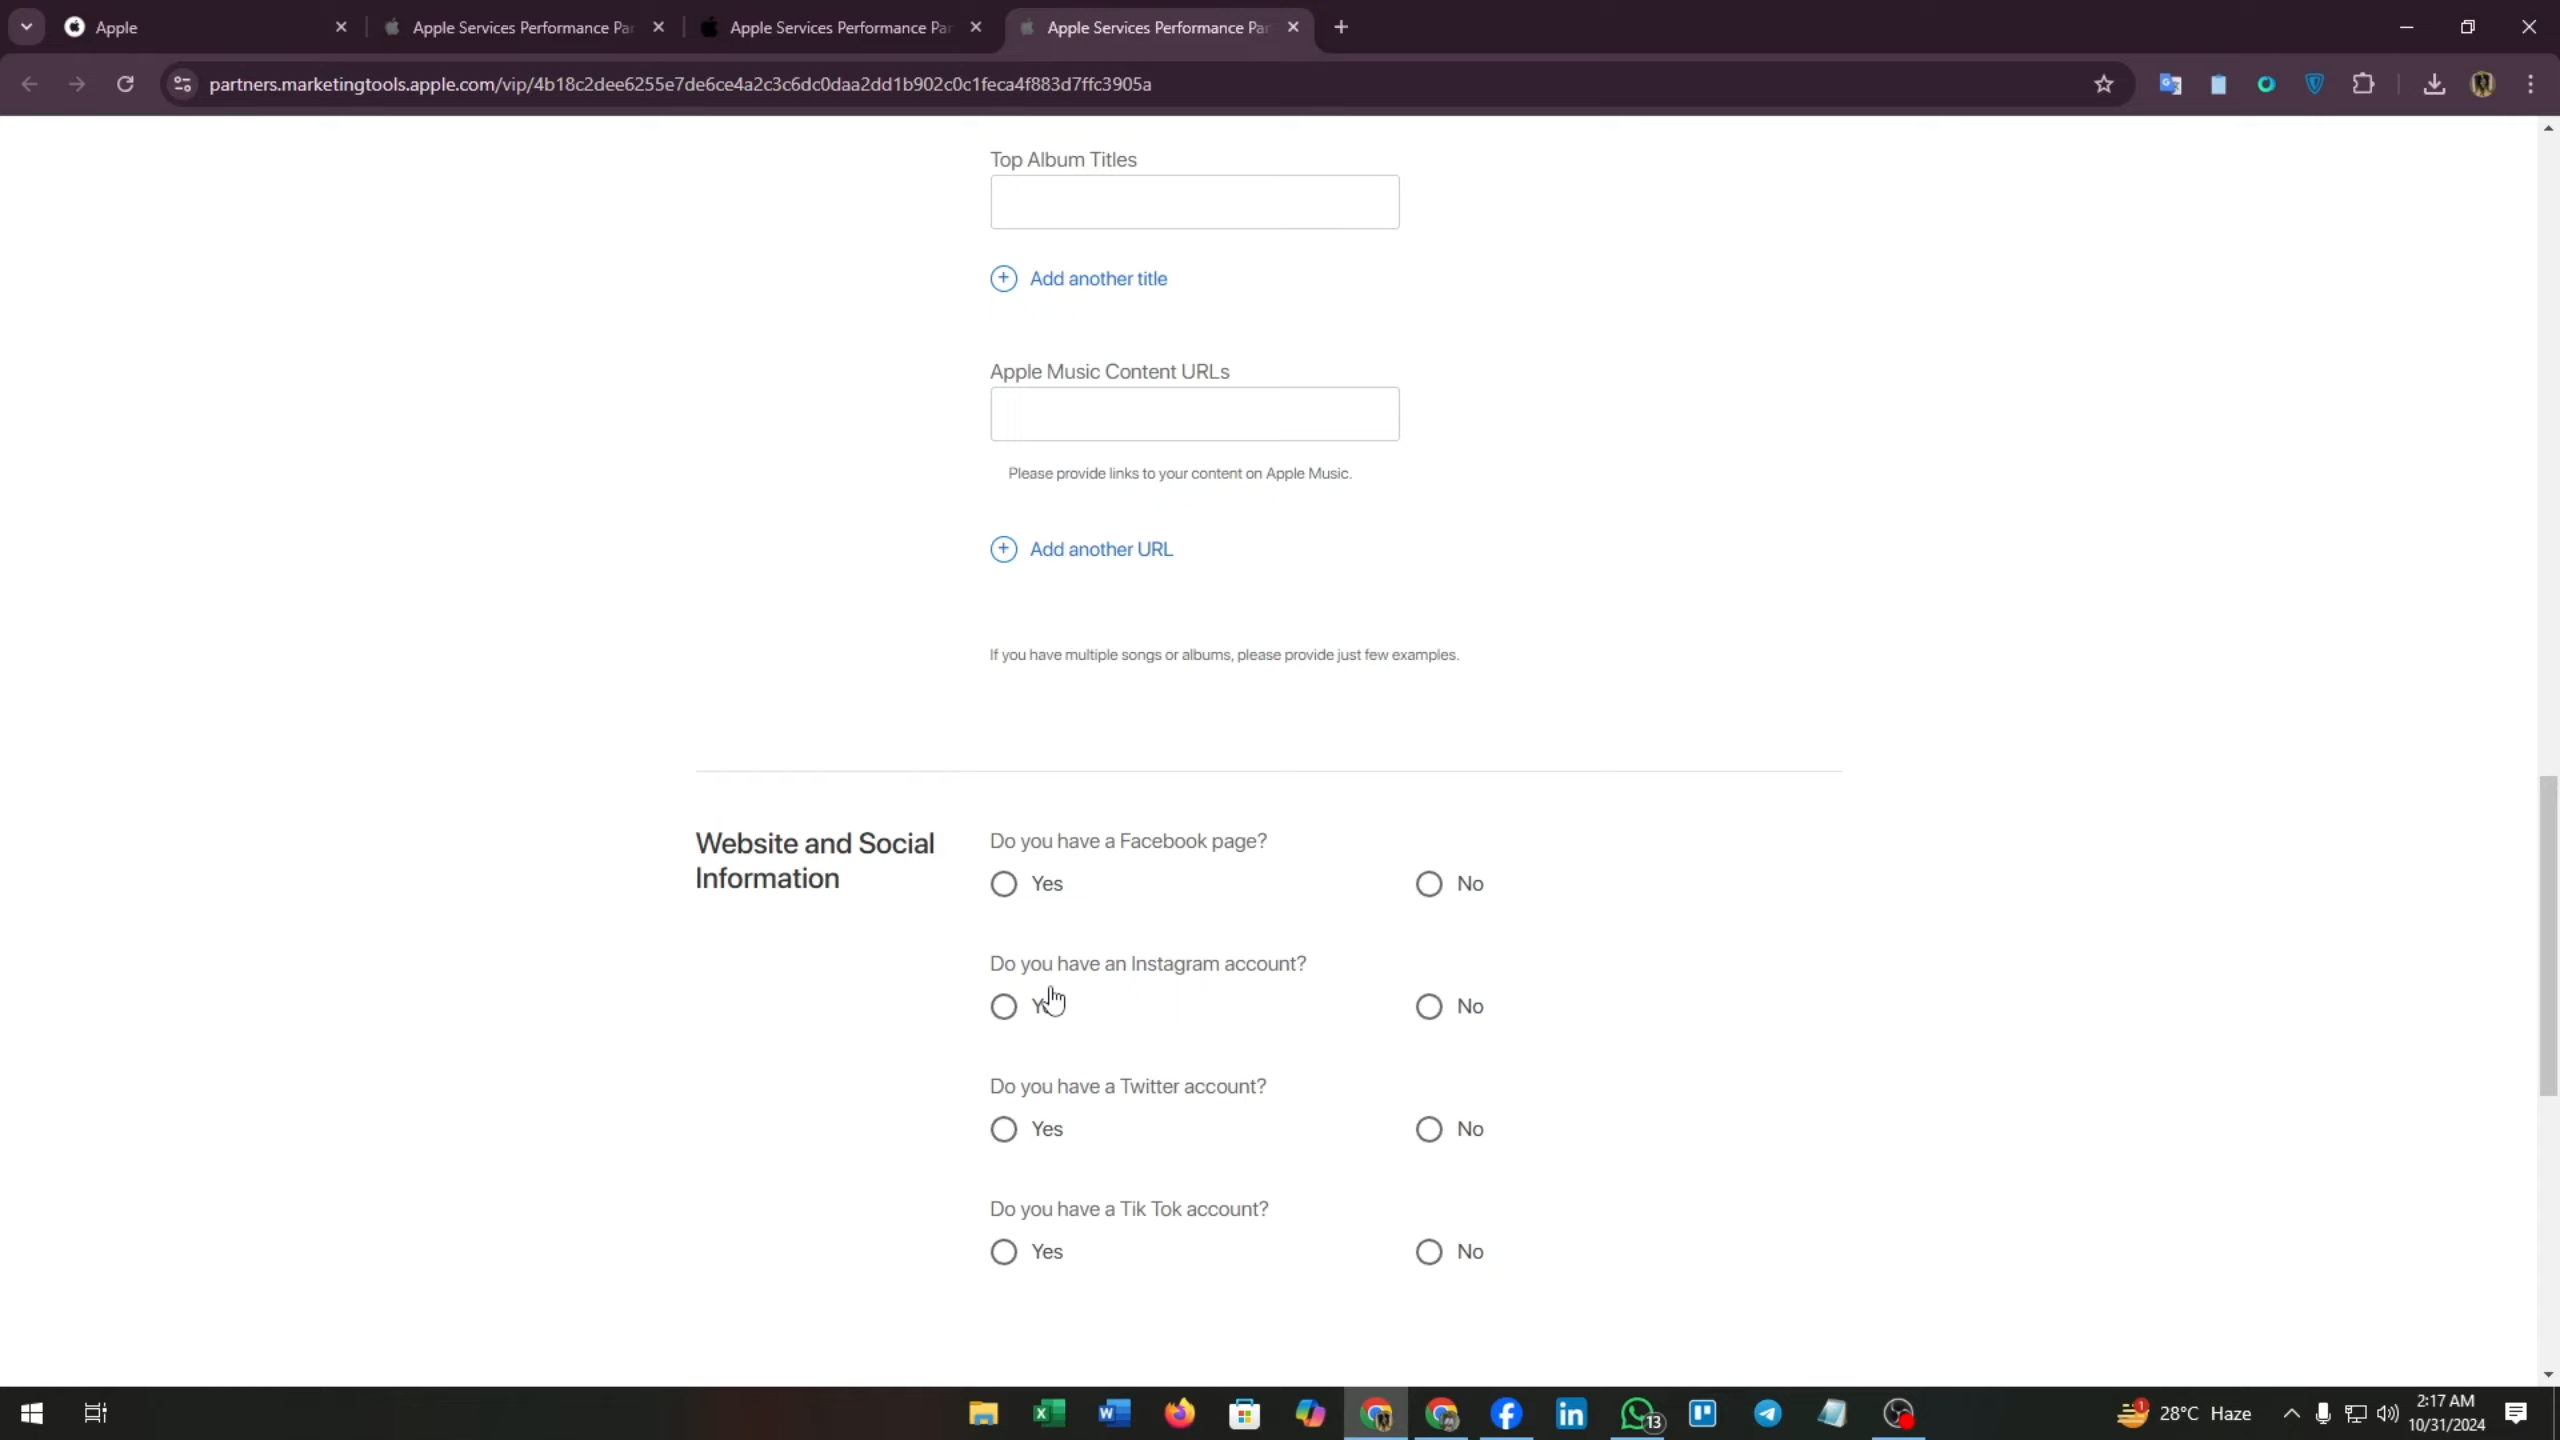 Apple
Apple Services Performance Par
Apple Services Performance Par
Apple Services Performance Par
partners.marketingtools.apple.com/vip/4b18c2dee6255e7de6ce4a2c3c6dc0daa2dd1b902c0c1feca4f883d7ffc3905a
Top Album Titles
Add another title
Apple Music Content URLs
Please provide links to your content on Apple Music.
Add another URL
If you have multiple songs or albums, please provide just few examples.
Website and Social
Information
Do you have a Facebook page?
Yes No
Do you have an Instagram account?
No
Do you have a Twitter account?
Yes No
Do you have a Tik Tok account?
Yes No
13
1
28°C Haze
2:17 AM
10/31/2024